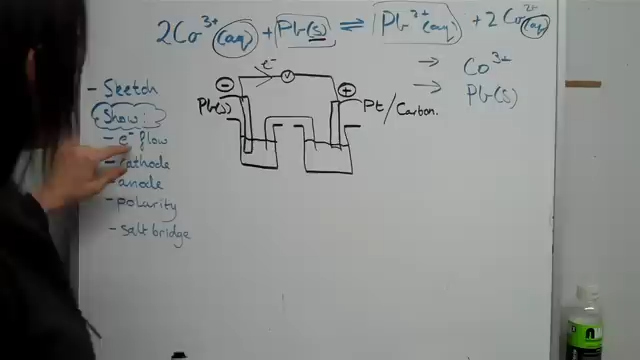 2Co³⁺(aq) + Pb(s) ⇌ Pb²⁺(aq) + 2Co²⁺(aq)
→ Co³⁺
→ Pb(s)
- Sketch
Show:
- e⁻ flow
- cathode
- anode
- polarity
- salt bridge
e⁻
V
- +
Pb(s)
Pt/Carbon.